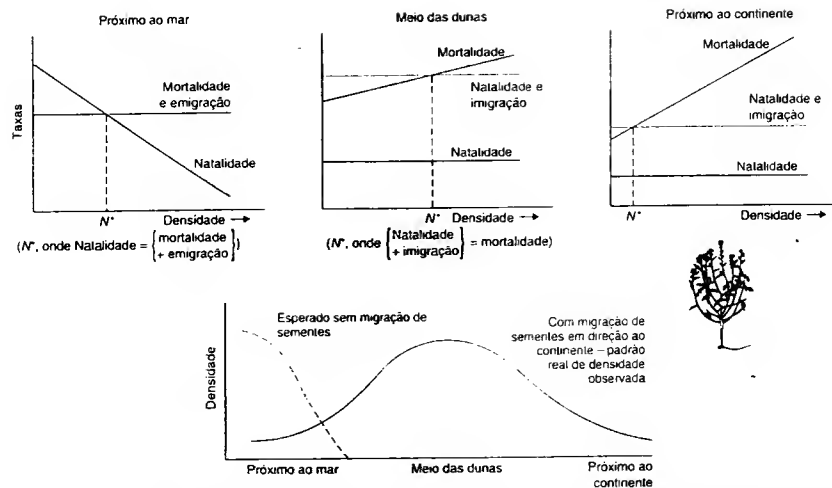 Próximo ao mar
Taxas
Mortalidade
e emigração
Natalidade
N*
Densidade →
(N*, onde Natalidade = {mortalidade
+ emigração})
Meio das dunas
Mortalidade
Natalidade e
imigração
Natalidade
N*
Densidade →
(N*, onde {Natalidade
+ imigração} = mortalidade)
Próximo ao continente
Mortalidade
Natalidade e
imigração
Natalidade
N*
Densidade →
Densidade
Esperado sem migração de
sementes
Com migração de
sementes em direção ao
continente – padrão
real de densidade
observada
Próximo ao mar
Meio das dunas
Próximo ao
continente